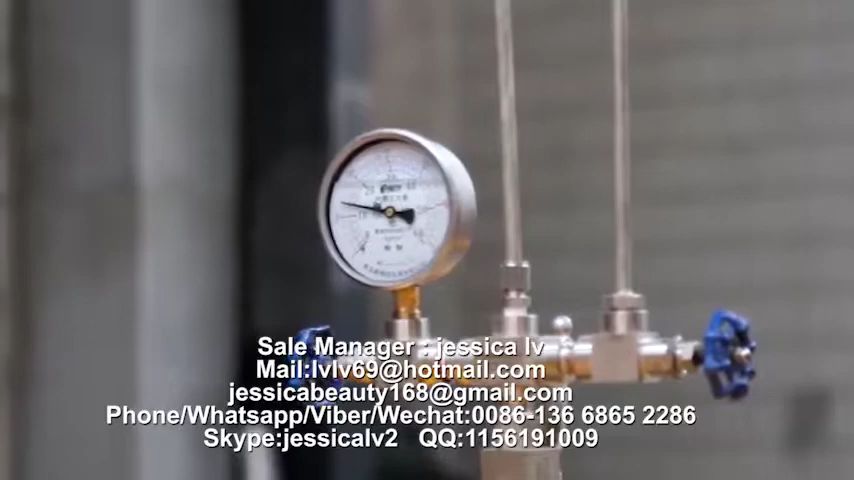 Sale Manager : jessica lv
Mail:lvlv69@hotmail.com
jessicabeauty168@gmail.com
Phone/Whatsapp/Viber/Wechat:0086-136 6865 2286
Skype:jessicalv2 QQ:1156191009